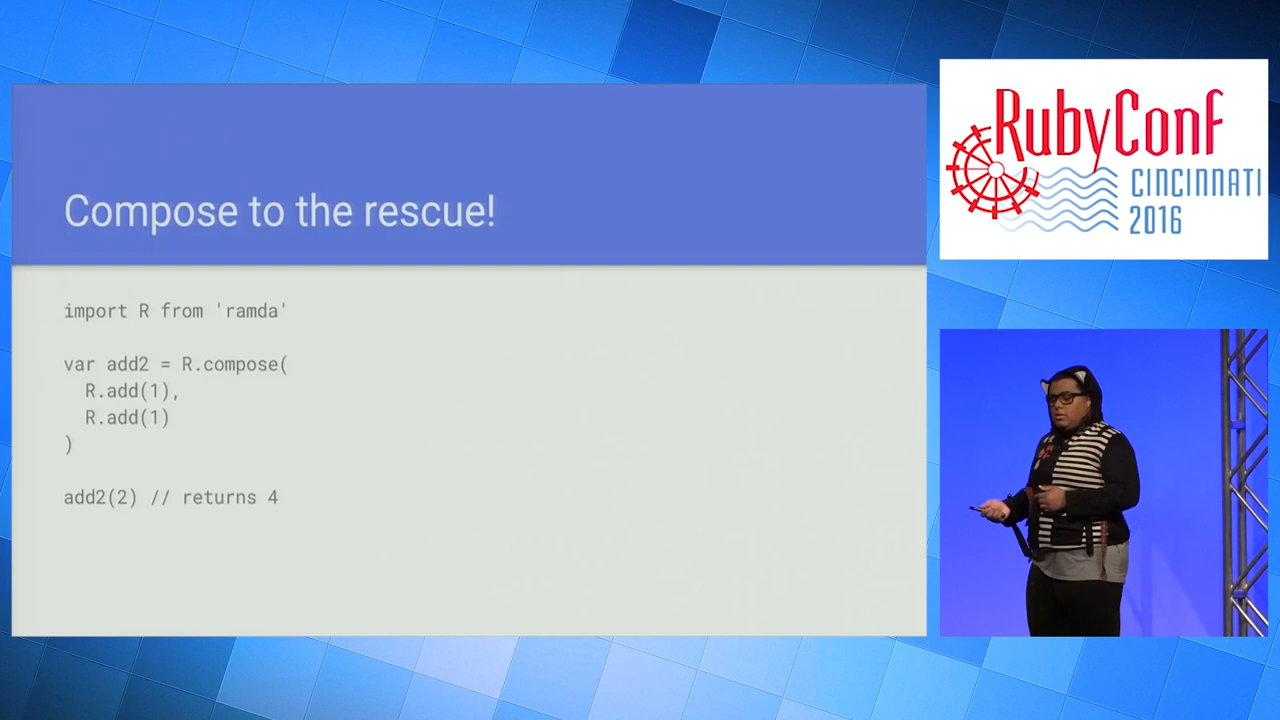 Compose to the rescue!
import R from 'ramda'
var add2 = R.compose(
  R.add(1),
  R.add(1)
)
add2(2) // returns 4
RubyConf
CINCINNATI
2016